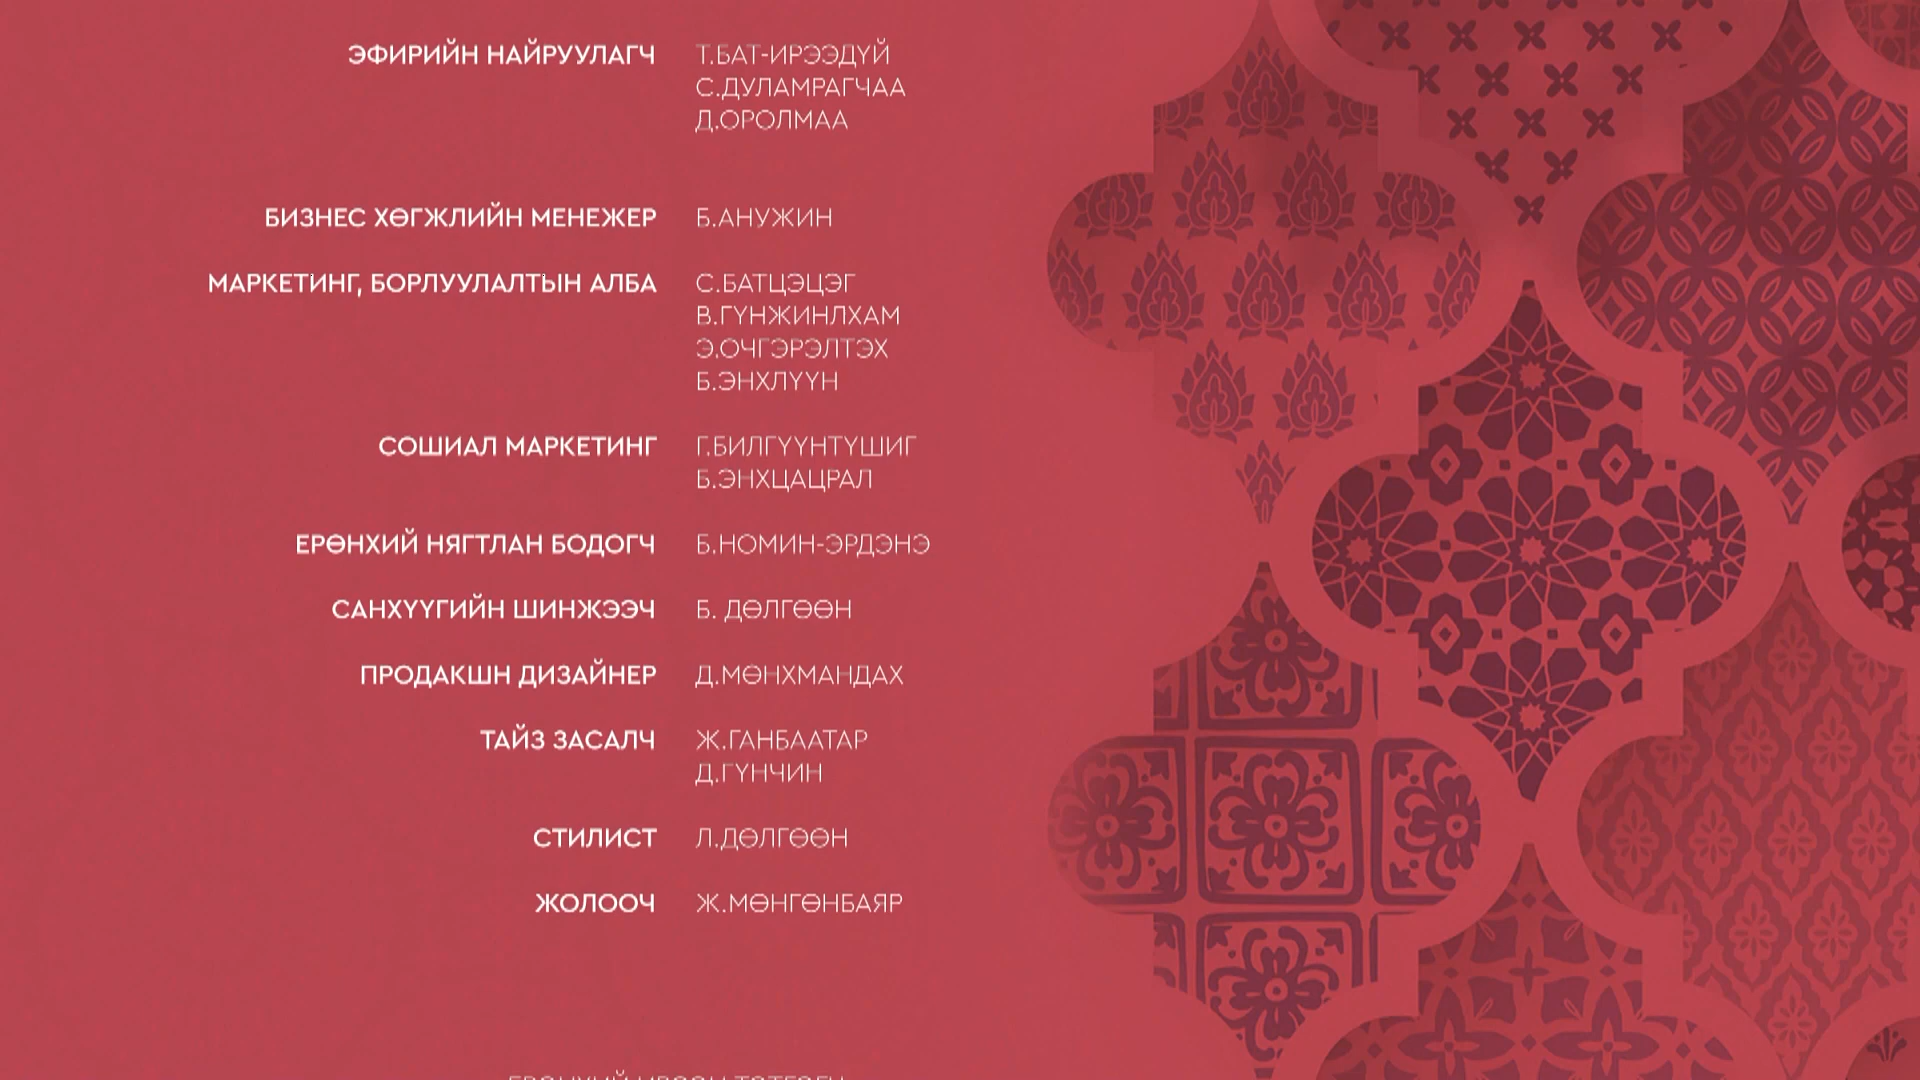 ЭФИРИЙН НАЙРУУЛАГЧ Т.БАТ-ИРЭЭДҮЙ
С.ДУЛАМРАГЧАА
Д.ОРОЛМАА
БИЗНЕС ХӨГЖЛИЙН МЕНЕЖЕР Б.АНУЖИН
МАРКЕТИНГ, БОРЛУУЛАЛТЫН АЛБА С.БАТЦЭЦЭГ
В.ГҮНЖИНЛХАМ
Э.ОЧГЭРЭЛТЭХ
Б.ЭНХЛҮҮН
СОШИАЛ МАРКЕТИНГ Г.БИЛГҮҮНТҮШИГ
Б.ЭНХЦАЦРАЛ
ЕРӨНХИЙ НЯГТЛАН БОДОГЧ Б.НОМИН-ЭРДЭНЭ
САНХҮҮГИЙН ШИНЖЭЭЧ Б. ДӨЛГӨӨН
ПРОДАКШН ДИЗАЙНЕР Д.МӨНХМАНДАХ
ТАЙЗ ЗАСАЛЧ Ж.ГАНБААТАР
Д.ГҮНЧИН
СТИЛИСТ Л.ДӨЛГӨӨН
ЖОЛООЧ Ж.МӨНГӨНБАЯР